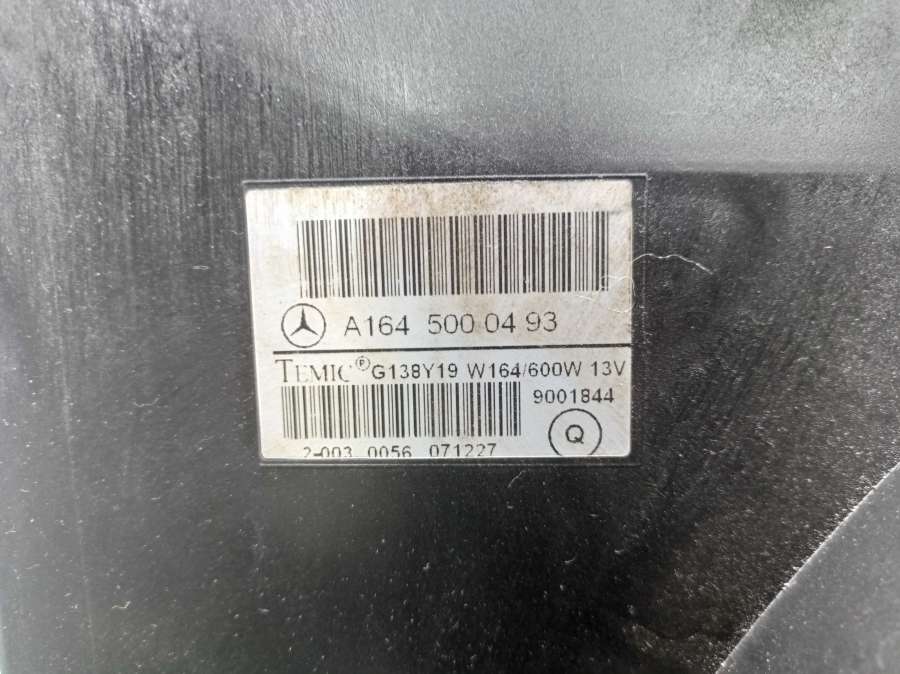 A164 500 04 93
TEMIC® G138Y19 W164/600W 13V
9001844
Q
2-003 0056 071227